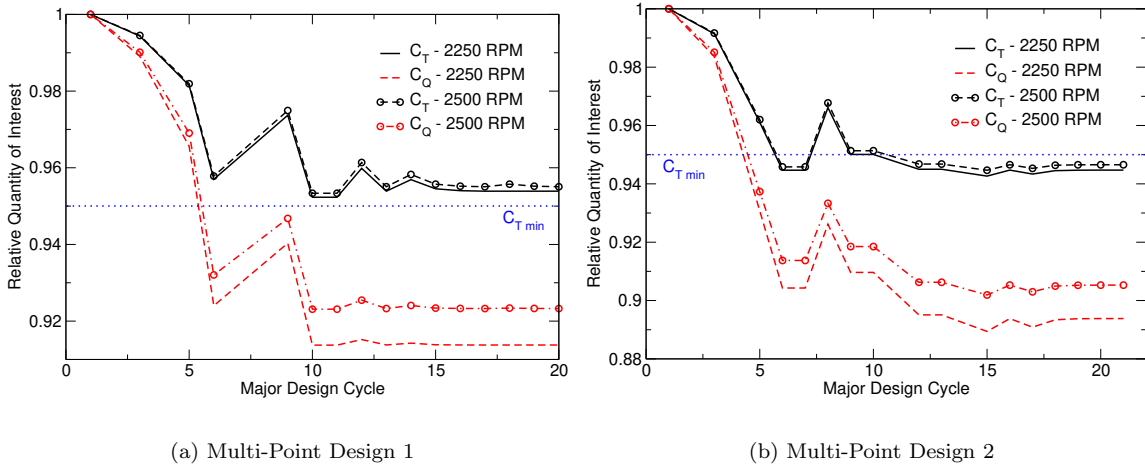 1
0.98
0.96
0.94
0.92
Relative Quantity of Interest
C_T - 2250 RPM
C_Q - 2250 RPM
C_T - 2500 RPM
C_Q - 2500 RPM
C_T min
0 5 10 15 20
Major Design Cycle
(a) Multi-Point Design 1
1
0.98
0.96
0.94
0.92
0.9
0.88
Relative Quantity of Interest
C_T - 2250 RPM
C_Q - 2250 RPM
C_T - 2500 RPM
C_Q - 2500 RPM
C_T min
0 5 10 15 20
Major Design Cycle
(b) Multi-Point Design 2